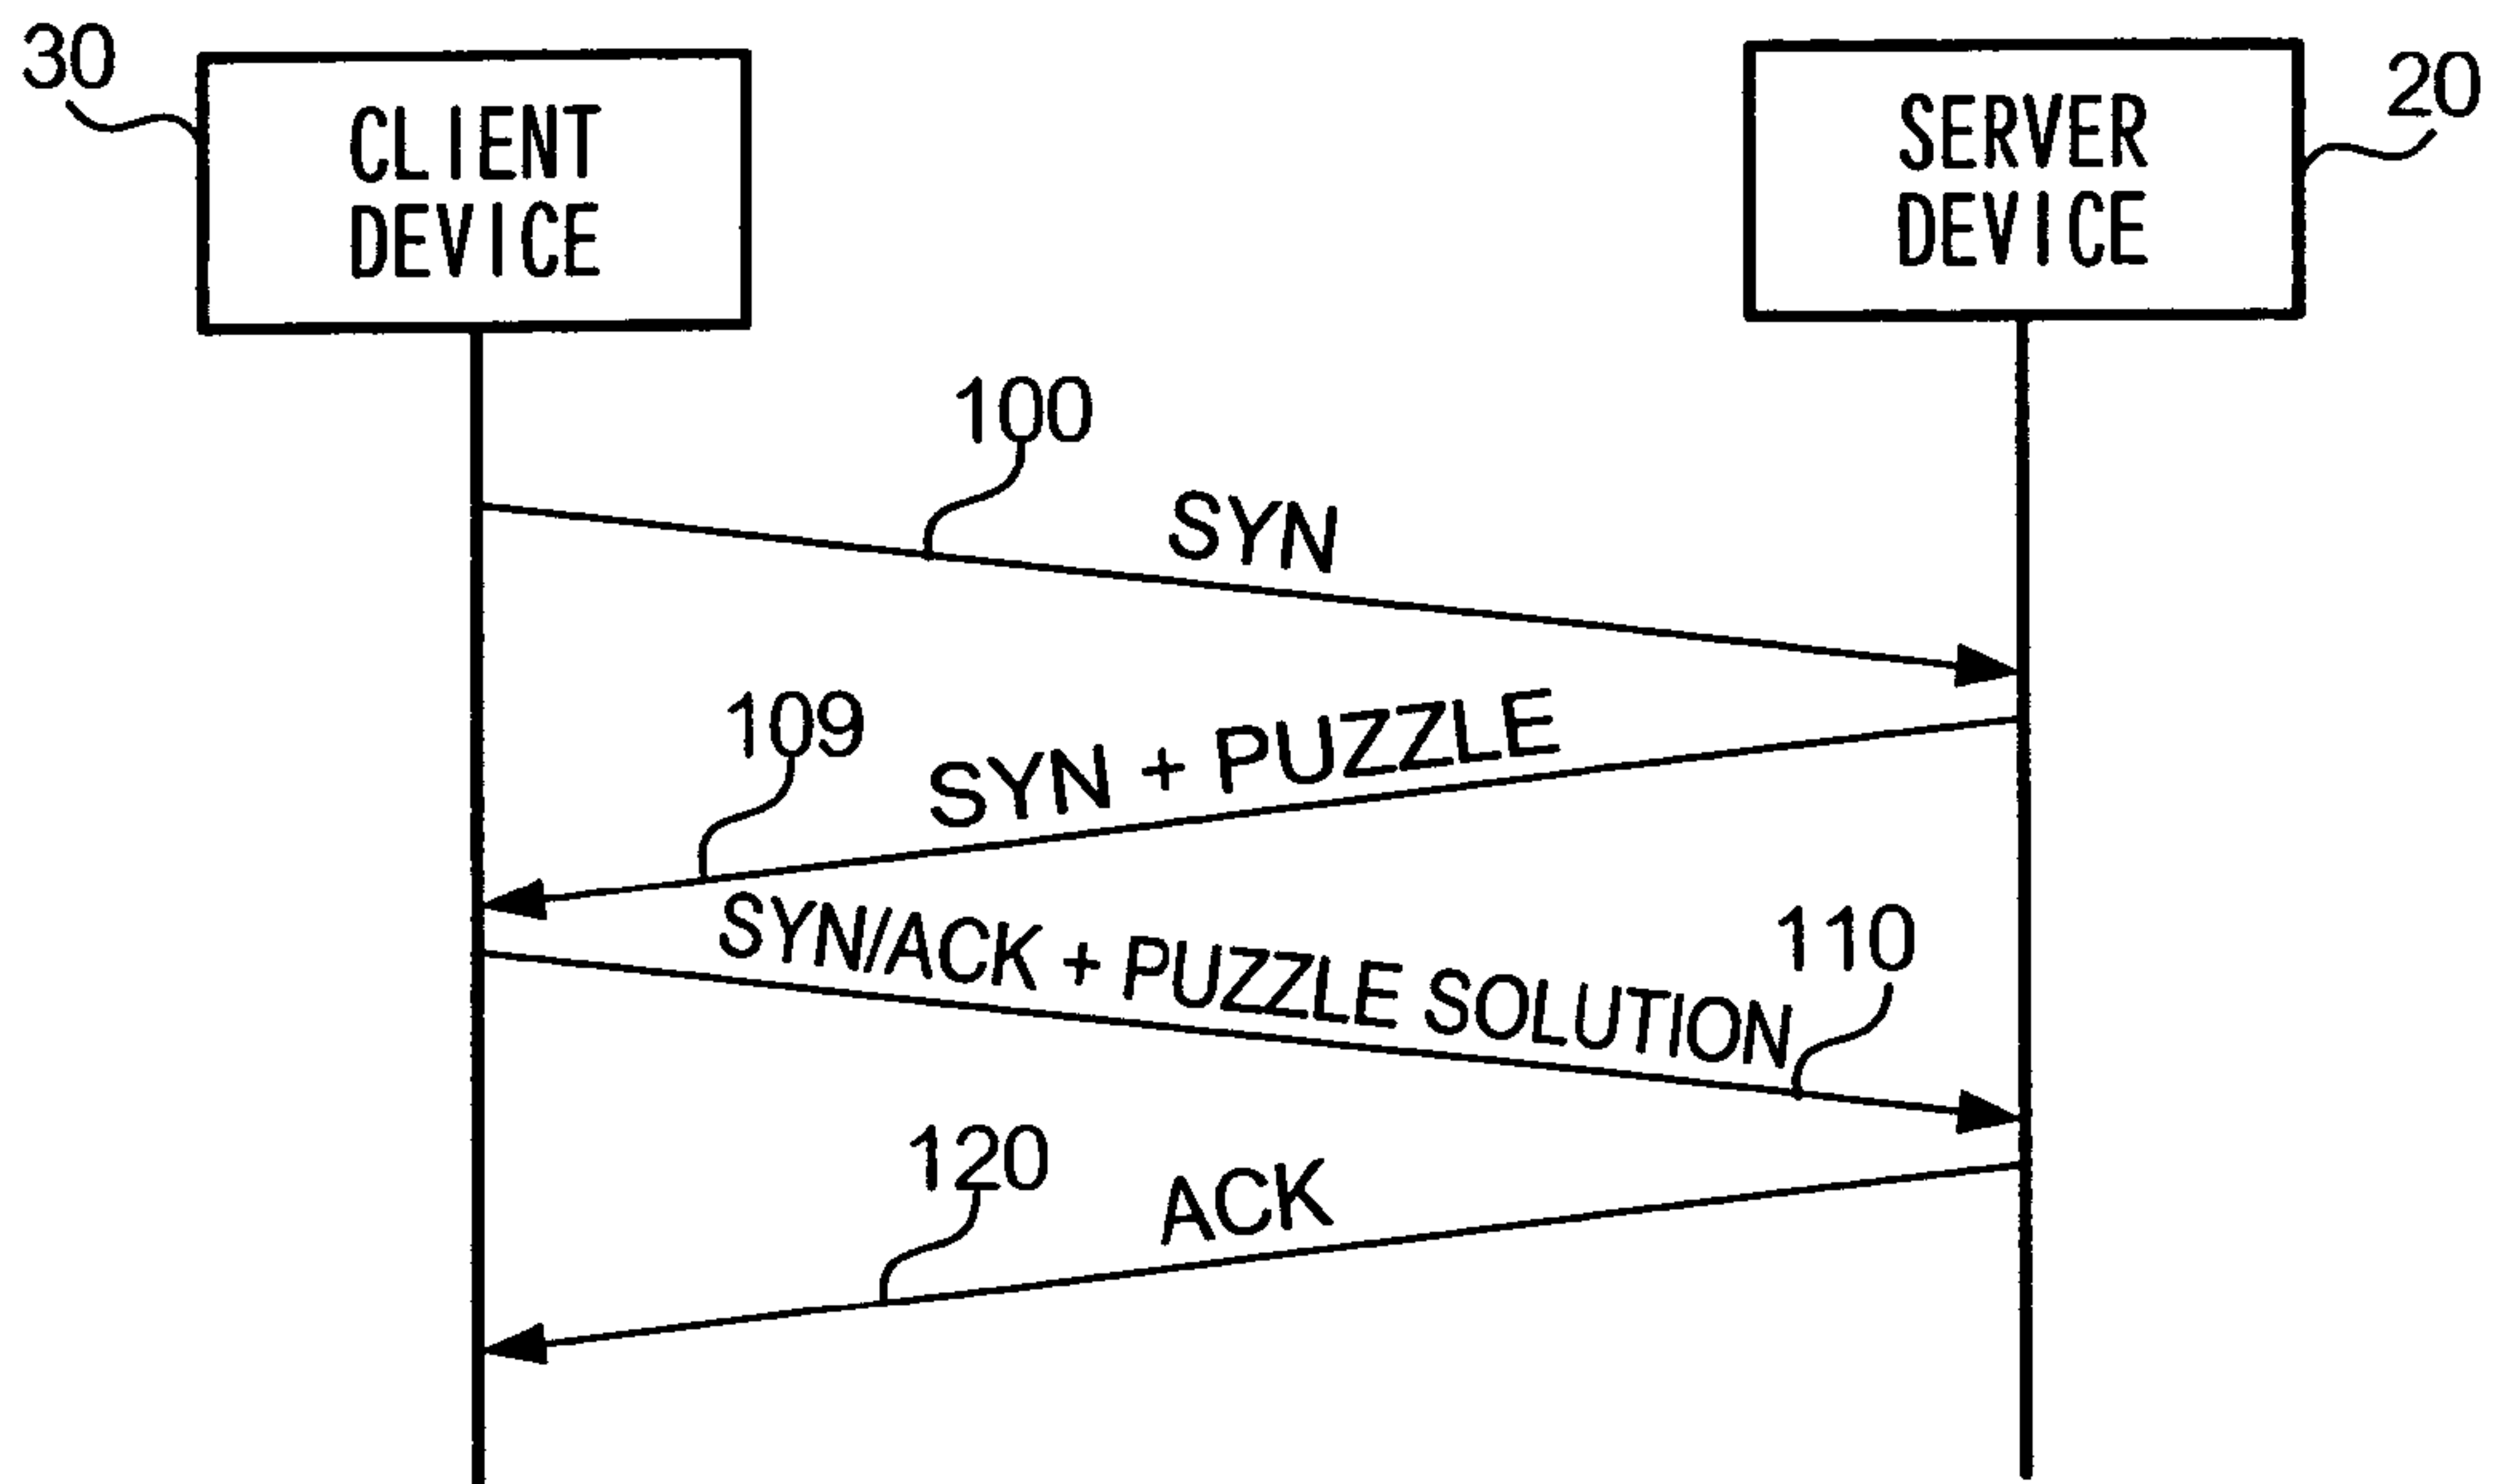 30
CLIENT
DEVICE
SERVER
DEVICE
20
100
SYN
109
SYN + PUZZLE
SYN/ACK + PUZZLE SOLUTION
110
120
ACK